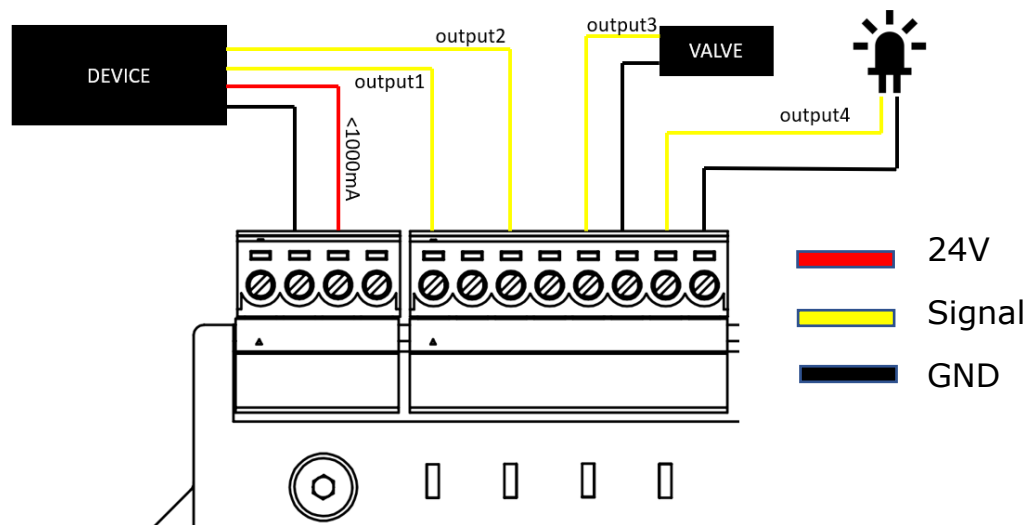 output2
output3
DEVICE
VALVE
output1
output4
<1000mA
24V
Signal
GND